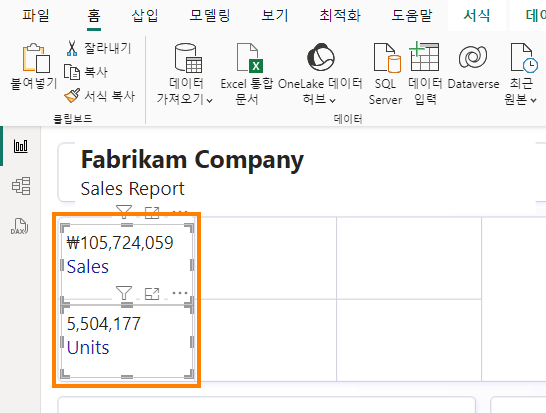 파일 홈 삽입 모델링 보기 최적화 도움말 서식
붙여넣기 잘라내기 복사 서식 복사
클립보드
데이터 가져오기 Excel 통합 문서 OneLake 데이터 허브 SQL Server 데이터 입력 Dataverse 최근 원본
데이터
DAX
Fabrikam Company
Sales Report
₩105,724,059
Sales
5,504,177
Units